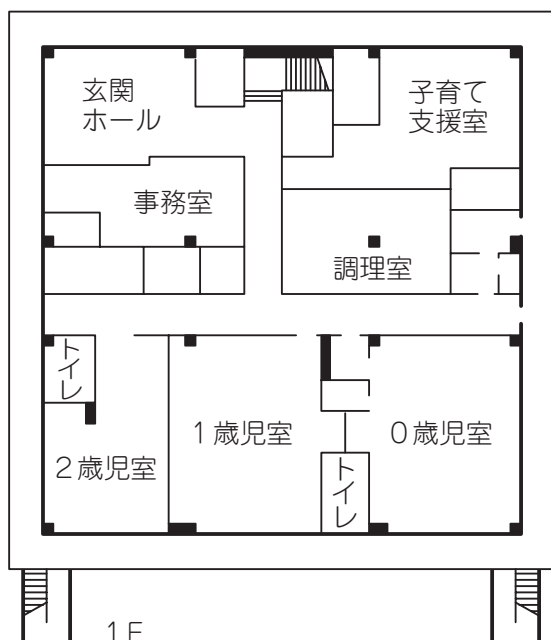 玄関
ホール
子育て
支援室
事務室
調理室
トイレ
2歳児室
1歳児室
0歳児室
トイレ
1F